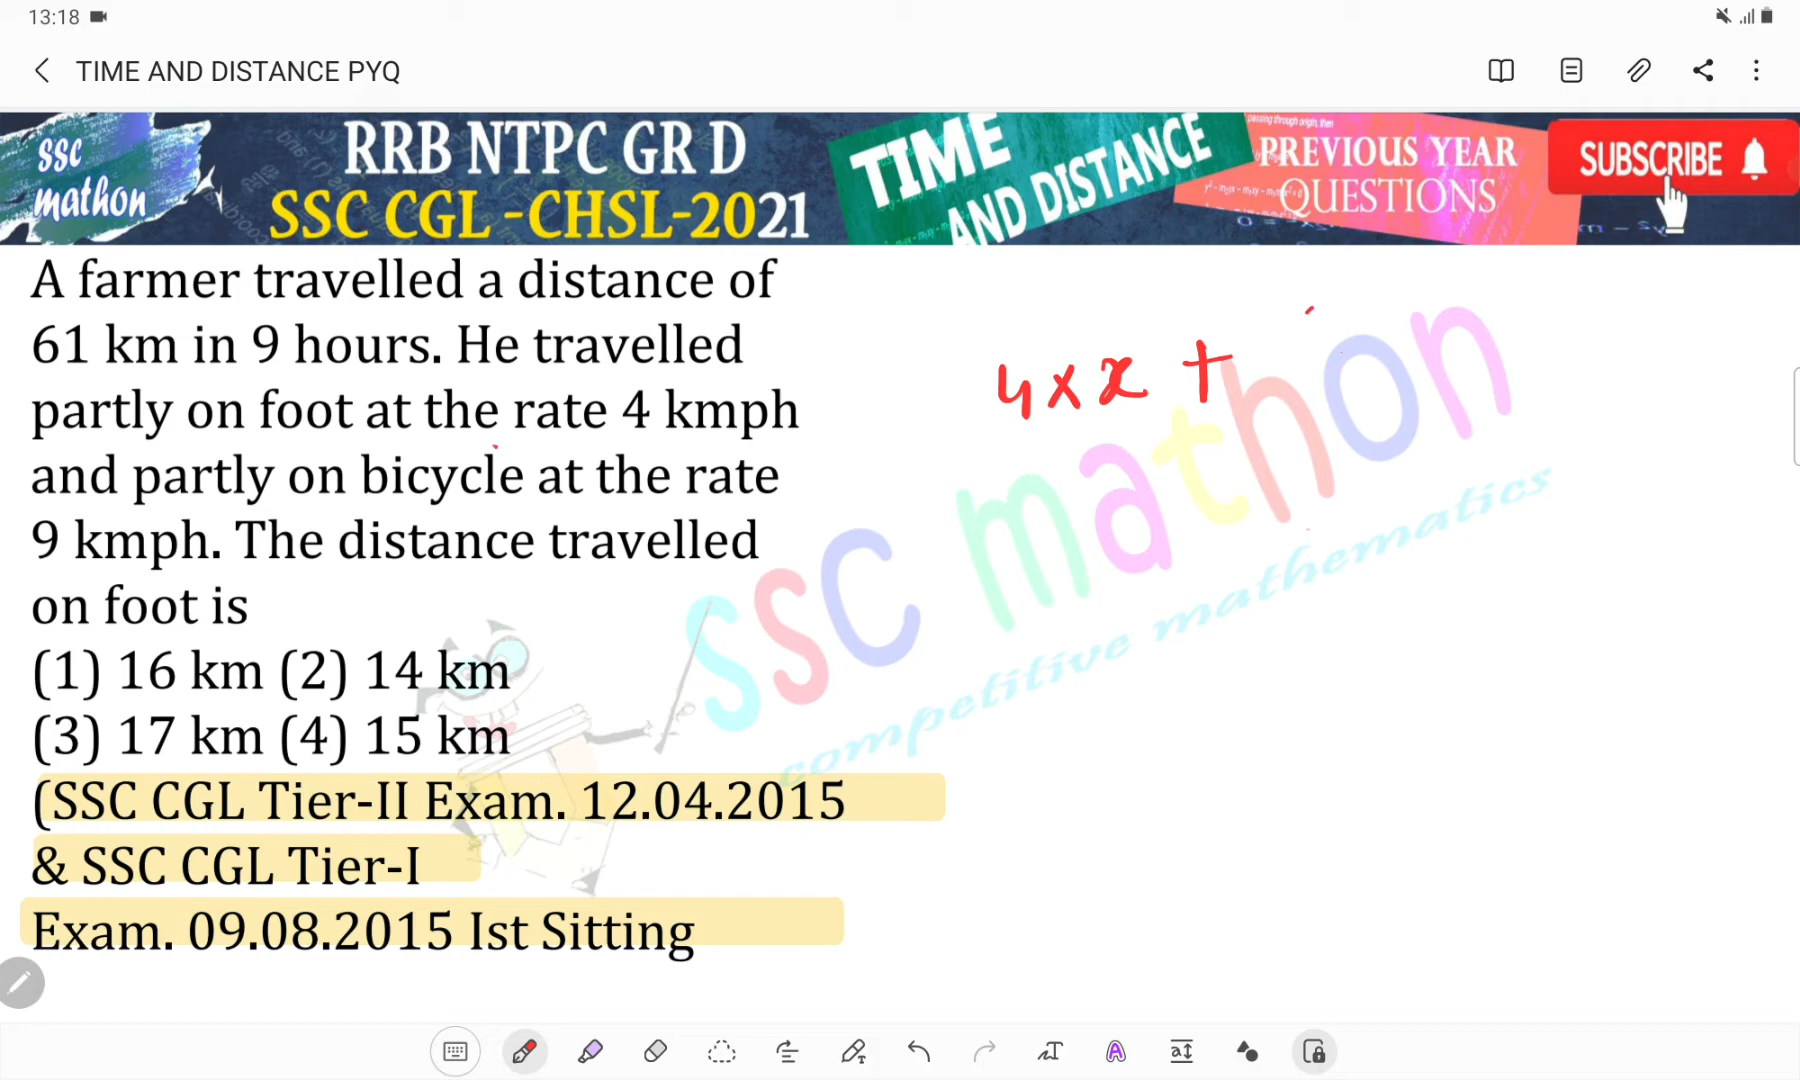 13:18
TIME AND DISTANCE PYQ
ssc
mathon
RRB NTPC GR D
SSC CGL -CHSL-2021
TIME
AND DISTANCE
passing through origin, then
PREVIOUS YEAR
QUESTIONS
SUBSCRIBE
A farmer travelled a distance of
61 km in 9 hours. He travelled
partly on foot at the rate 4 kmph
and partly on bicycle at the rate
9 kmph. The distance travelled
on foot is
(1) 16 km (2) 14 km
(3) 17 km (4) 15 km
(SSC CGL Tier-II Exam. 12.04.2015
& SSC CGL Tier-I
Exam. 09.08.2015 Ist Sitting
4 × x +
ssc mathon
competitive mathematics